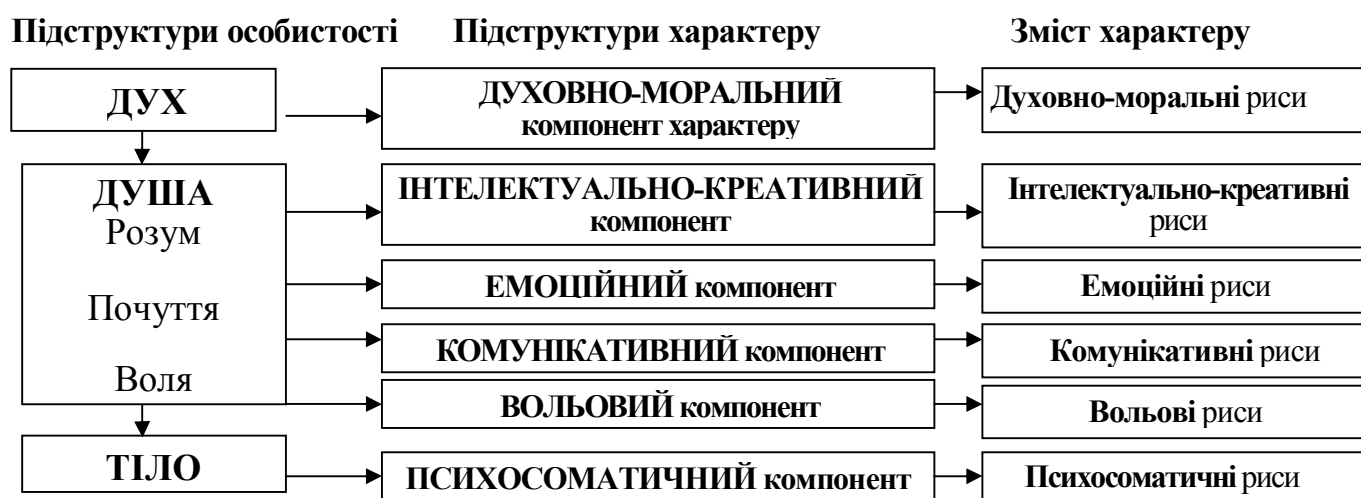 Підструктури особистості Підструктури характеру Зміст характеру
ДУХ
ДУХОВНО-МОРАЛЬНИЙ
компонент характеру
Духовно-моральні риси
ДУША
Розум
Почуття
Воля
ІНТЕЛЕКТУАЛЬНО-КРЕАТИВНИЙ
компонент
Інтелектуально-креативні
риси
ЕМОЦІЙНИЙ компонент
Емоційні риси
КОМУНІКАТИВНИЙ компонент
Комунікативні риси
ВОЛЬОВИЙ компонент
Вольові риси
ТІЛО
ПСИХОСОМАТИЧНИЙ компонент
Психосоматичні риси